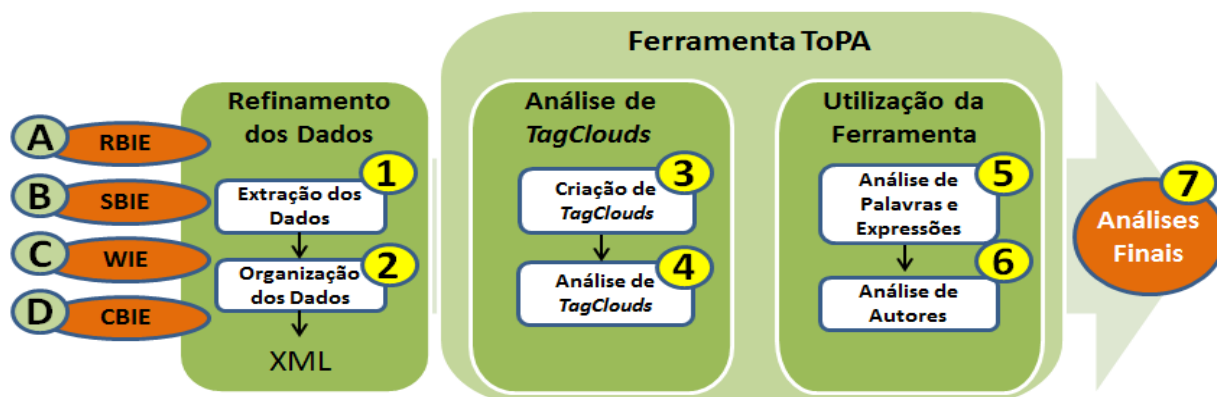 Ferramenta ToPA
A
RBIE
B
SBIE
C
WIE
D
CBIE
Refinamento
dos Dados
1
Extração dos
Dados
2
Organização
dos Dados
XML
Análise de
TagClouds
3
Criação de
TagClouds
4
Análise de
TagClouds
Utilização da
Ferramenta
5
Análise de
Palavras e
Expressões
6
Análise de
Autores
7
Análises
Finais